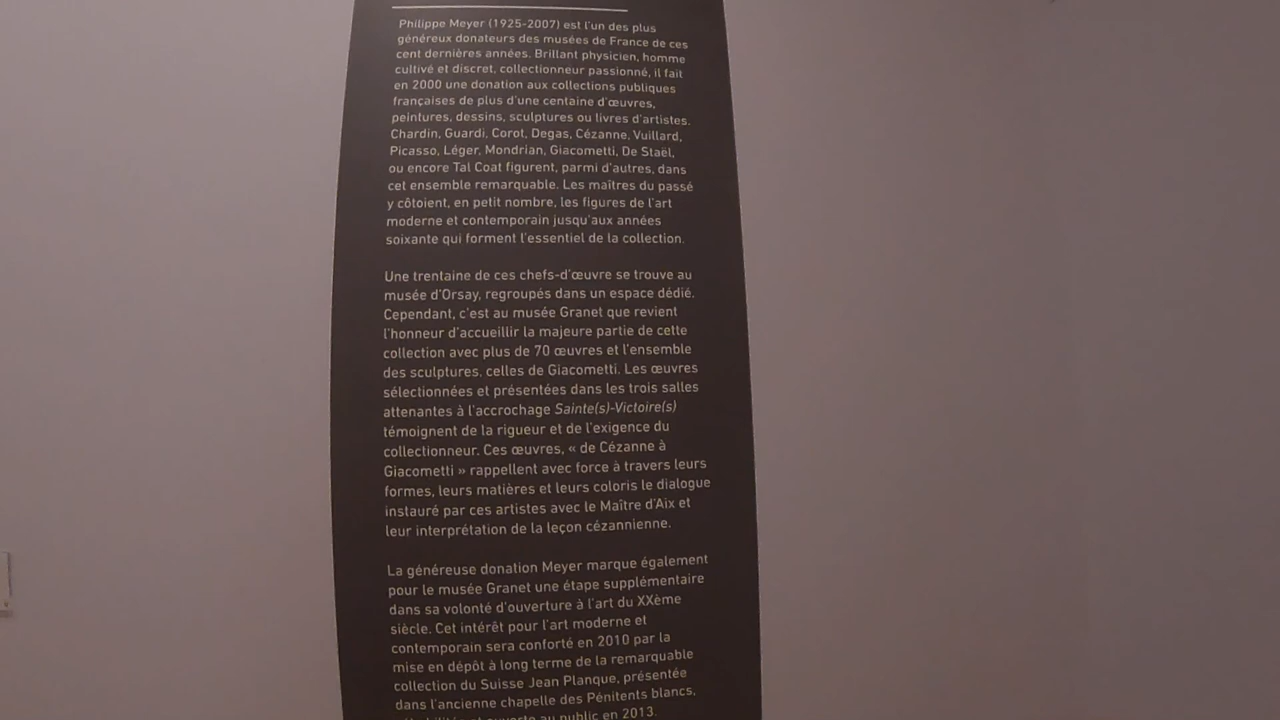 Philippe Meyer (1925-2007) est l'un des plus
généreux donateurs des musées de France de ces
cent dernières années. Brillant physicien, homme
cultivé et discret, collectionneur passionné, il fait
en 2000 une donation aux collections publiques
françaises de plus d'une centaine d'œuvres,
peintures, dessins, sculptures ou livres d'artistes.
Chardin, Guardi, Corot, Degas, Cézanne, Vuillard,
Picasso, Léger, Mondrian, Giacometti, De Staël,
ou encore Tal Coat figurent, parmi d'autres, dans
cet ensemble remarquable. Les maîtres du passé
y côtoient, en petit nombre, les figures de l'art
moderne et contemporain jusqu'aux années
soixante qui forment l'essentiel de la collection.
Une trentaine de ces chefs-d'œuvre se trouve au
musée d'Orsay, regroupés dans un espace dédié.
Cependant, c'est au musée Granet que revient
l'honneur d'accueillir la majeure partie de cette
collection avec plus de 70 œuvres et l'ensemble
des sculptures, celles de Giacometti. Les œuvres
sélectionnées et présentées dans les trois salles
attenantes à l'accrochage Sainte(s)-Victoire(s)
témoignent de la rigueur et de l'exigence du
collectionneur. Ces œuvres, « de Cézanne à
Giacometti » rappellent avec force à travers leurs
formes, leurs matières et leurs coloris le dialogue
instauré par ces artistes avec le Maître d'Aix et
leur interprétation de la leçon cézannienne.
La généreuse donation Meyer marque également
pour le musée Granet une étape supplémentaire
dans sa volonté d'ouverture à l'art du XXème
siècle. Cet intérêt pour l'art moderne et
contemporain sera conforté en 2010 par la
mise en dépôt à long terme de la remarquable
collection du Suisse Jean Planque, présentée
dans l'ancienne chapelle des Pénitents blancs,
au public en 2013.